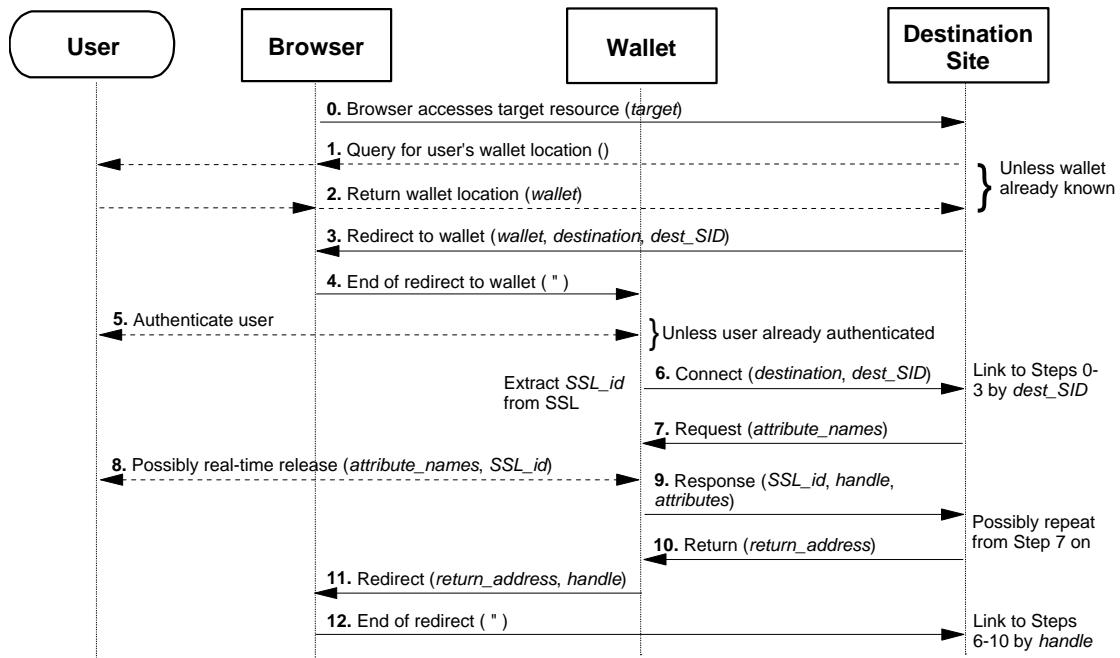 User
Browser
Wallet
Destination
Site
0. Browser accesses target resource (target)
1. Query for user's wallet location ()
Unless wallet
already known
2. Return wallet location (wallet)
3. Redirect to wallet (wallet, destination, dest_SID)
4. End of redirect to wallet ( " )
5. Authenticate user
Unless user already authenticated
Extract SSL_id
from SSL
6. Connect (destination, dest_SID)
Link to Steps 0-
3 by dest_SID
7. Request (attribute_names)
8. Possibly real-time release (attribute_names, SSL_id)
9. Response (SSL_id, handle,
attributes)
Possibly repeat
from Step 7 on
10. Return (return_address)
11. Redirect (return_address, handle)
12. End of redirect ( " )
Link to Steps
6-10 by handle